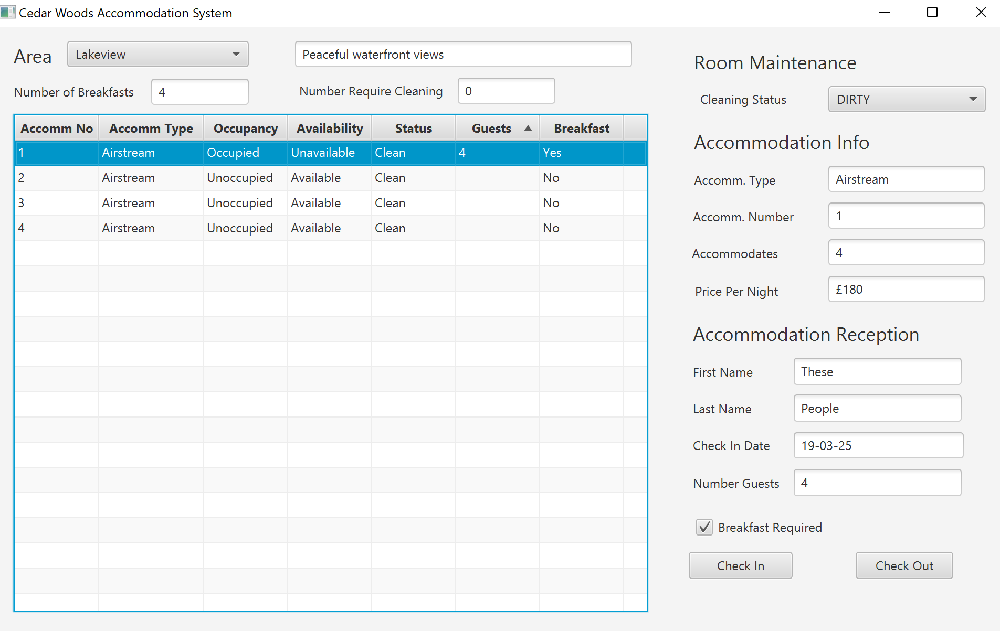 Cedar Woods Accommodation System
Area Lakeview Peaceful waterfront views
Number of Breakfasts 4 Number Require Cleaning 0
Accomm No Accomm Type Occupancy Availability Status Guests Breakfast
1 Airstream Occupied Unavailable Clean 4 Yes
2 Airstream Unoccupied Available Clean No
3 Airstream Unoccupied Available Clean No
4 Airstream Unoccupied Available Clean No
Room Maintenance
Cleaning Status DIRTY
Accommodation Info
Accomm. Type Airstream
Accomm. Number 1
Accommodates 4
Price Per Night £180
Accommodation Reception
First Name These
Last Name People
Check In Date 19-03-25
Number Guests 4
Breakfast Required
Check In Check Out